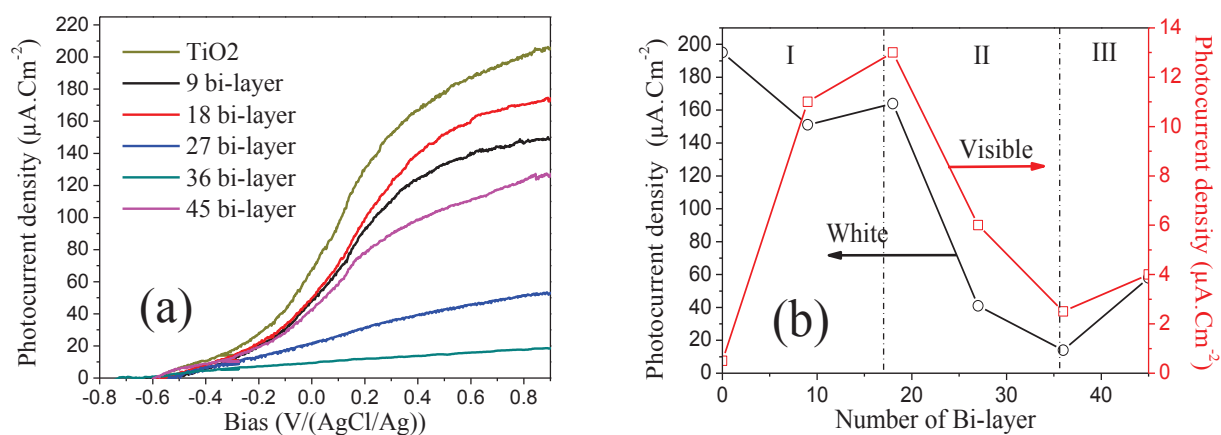 220
200
180
160
140
120
100
80
60
40
20
0
Photocurrent density (µA.Cm⁻²)
TiO2
9 bi-layer
18 bi-layer
27 bi-layer
36 bi-layer
45 bi-layer
(a)
-0.8 -0.6 -0.4 -0.2 0.0 0.2 0.4 0.6 0.8
Bias (V/(AgCl/Ag))
200
180
160
140
120
100
80
60
40
20
0
Photocurrent density (µA.Cm⁻²)
I II III
Visible
White
(b)
0 10 20 30 40
Number of Bi-layer
14
12
10
8
6
4
2
0
Photocurrent density (µA.Cm⁻²)